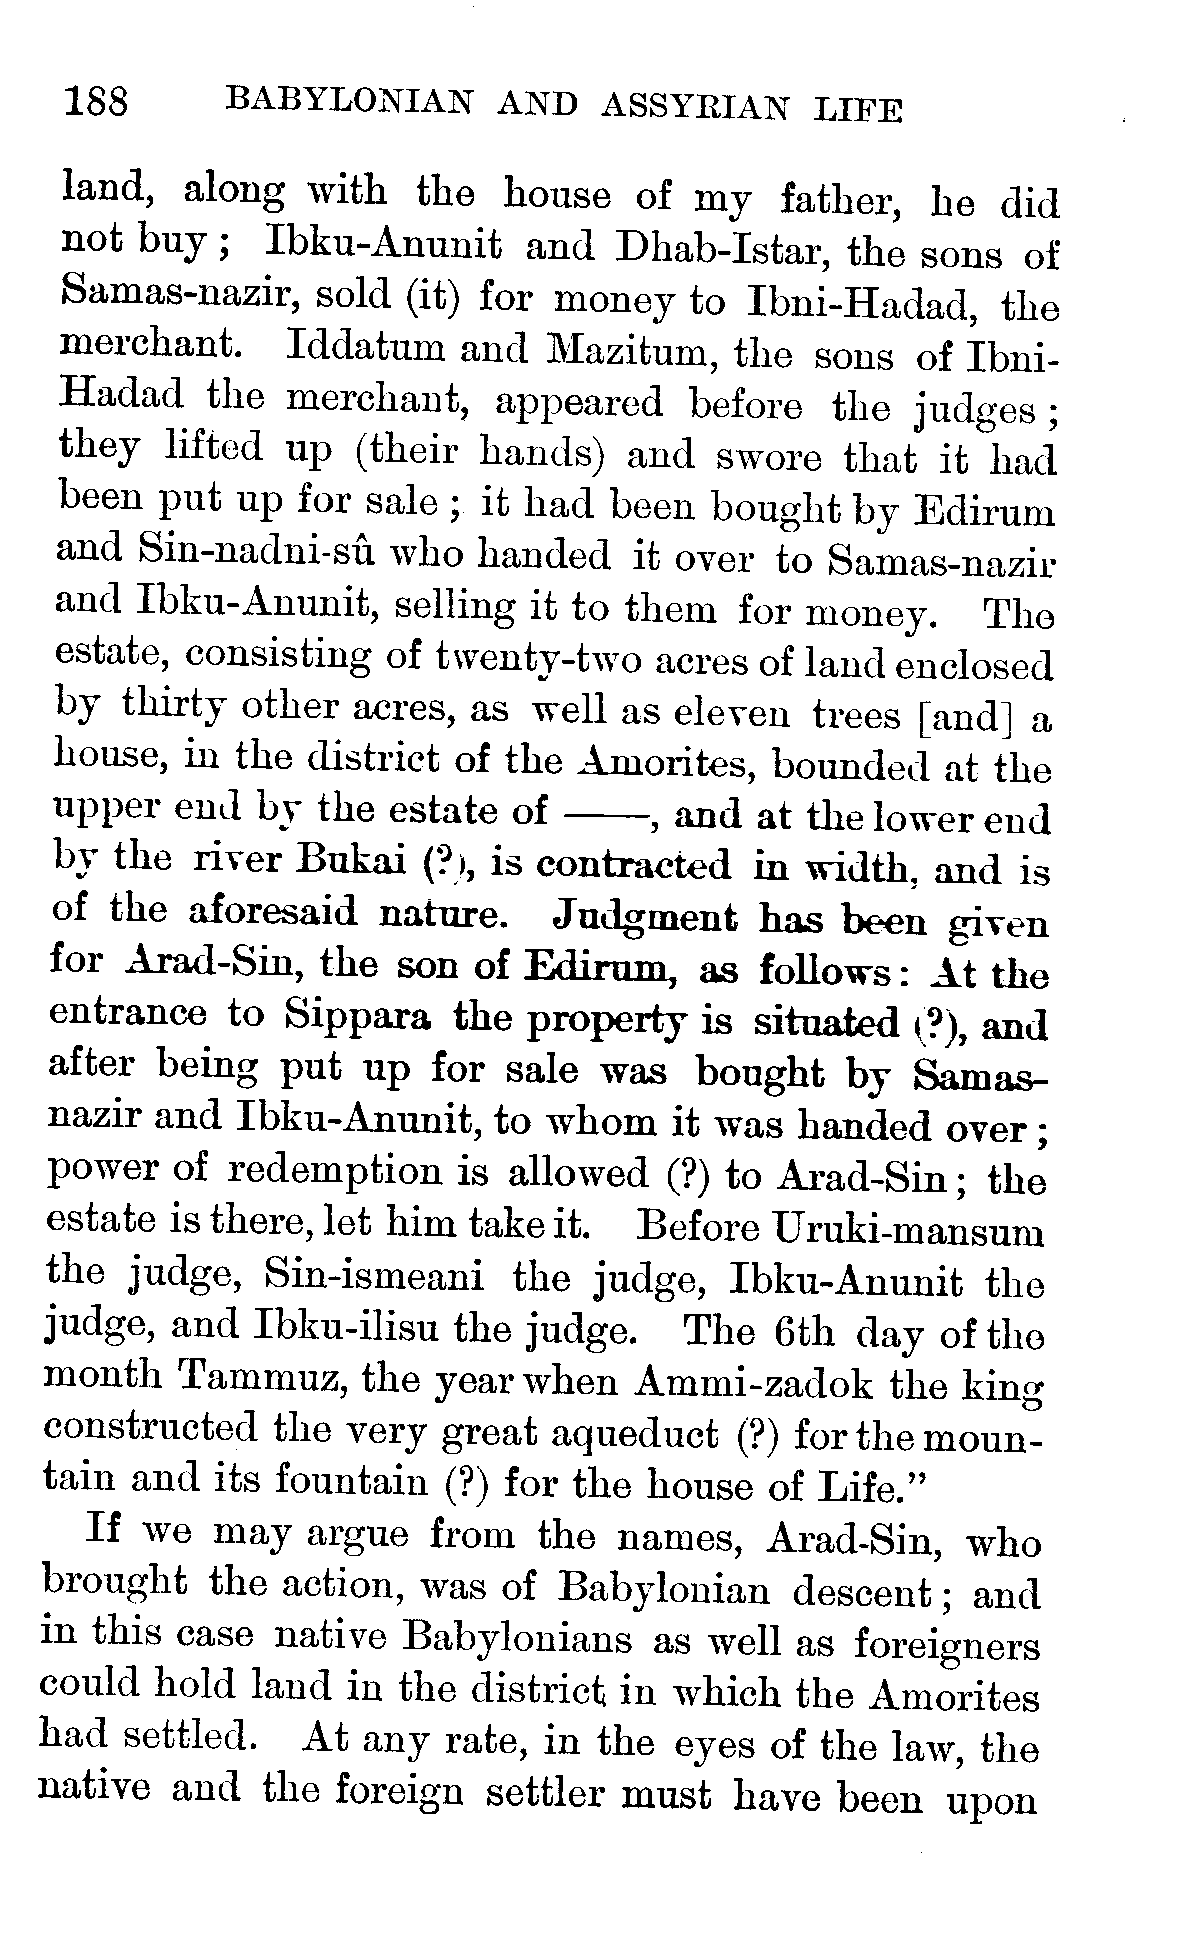 188 BABYLONIAN AND ASSYRIAN LIFE
land, along with the house of my father, he did
not buy ; Ibku-Anunit and Dhab-Istar, the sons of
Samas-nazir, sold (it) for money to Ibni-Hadad, the
merchant. Iddatum and Mazitum, the sons of Ibni-
Hadad the merchant, appeared before the judges ;
they lifted up (their hands) and swore that it had
been put up for sale ; it had been bought by Edirum
and Sin-nadni-sû who handed it over to Samas-nazir
and Ibku-Anunit, selling it to them for money. The
estate, consisting of twenty-two acres of land enclosed
by thirty other acres, as well as eleven trees [and] a
house, in the district of the Amorites, bounded at the
upper end by the estate of ——, and at the lower end
by the river Bukai (?), is contracted in width, and is
of the aforesaid nature. Judgment has been given
for Arad-Sin, the son of Edirum, as follows : At the
entrance to Sippara the property is situated (?), and
after being put up for sale was bought by Samas-
nazir and Ibku-Anunit, to whom it was handed over ;
power of redemption is allowed (?) to Arad-Sin ; the
estate is there, let him take it. Before Uruki-mansum
the judge, Sin-ismeani the judge, Ibku-Anunit the
judge, and Ibku-ilisu the judge. The 6th day of the
month Tammuz, the year when Ammi-zadok the king
constructed the very great aqueduct (?) for the moun-
tain and its fountain (?) for the house of Life.”
If we may argue from the names, Arad-Sin, who
brought the action, was of Babylonian descent ; and
in this case native Babylonians as well as foreigners
could hold land in the district in which the Amorites
had settled. At any rate, in the eyes of the law, the
native and the foreign settler must have been upon